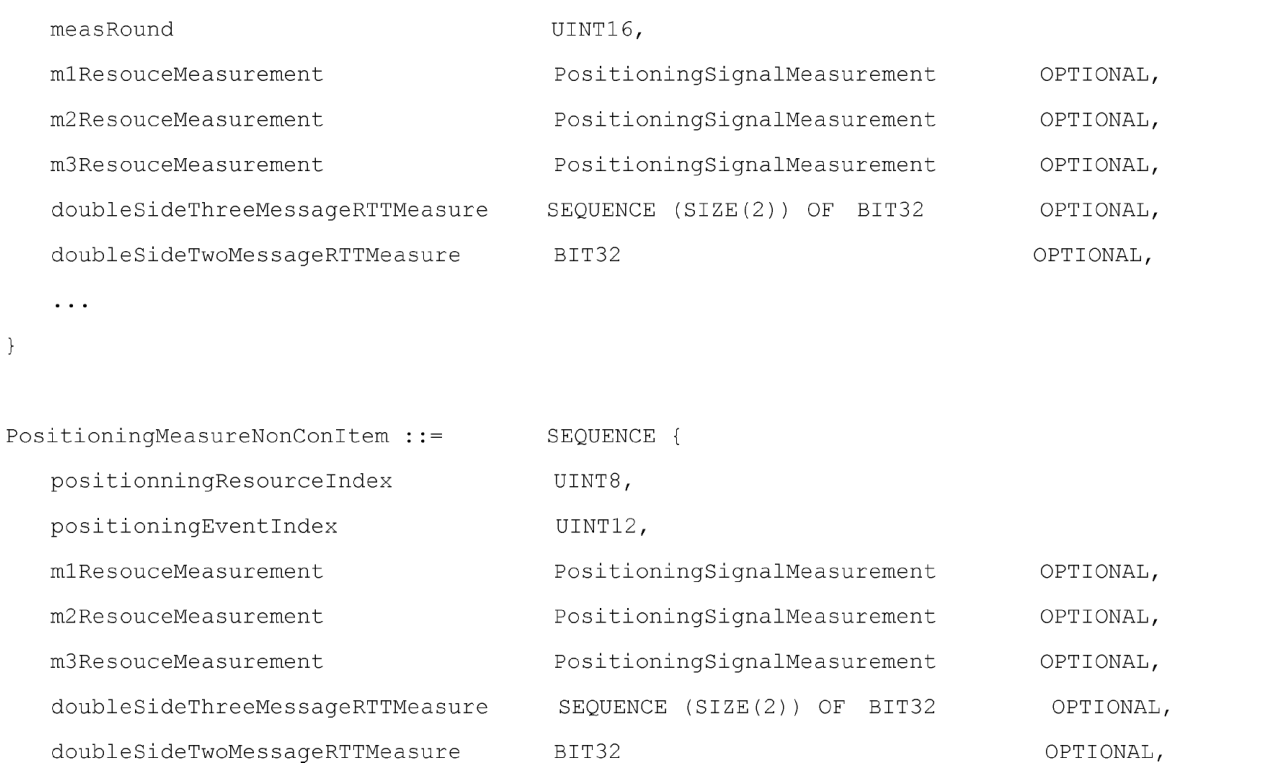 measRound UINT16,
m1ResouceMeasurement PositioningSignalMeasurement OPTIONAL,
m2ResouceMeasurement PositioningSignalMeasurement OPTIONAL,
m3ResouceMeasurement PositioningSignalMeasurement OPTIONAL,
doubleSideThreeMessageRTTMeasure SEQUENCE (SIZE(2)) OF BIT32 OPTIONAL,
doubleSideTwoMessageRTTMeasure BIT32 OPTIONAL,
...
}
PositioningMeasureNonConItem ::= SEQUENCE {
positionningResourceIndex UINT8,
positioningEventIndex UINT12,
m1ResouceMeasurement PositioningSignalMeasurement OPTIONAL,
m2ResouceMeasurement PositioningSignalMeasurement OPTIONAL,
m3ResouceMeasurement PositioningSignalMeasurement OPTIONAL,
doubleSideThreeMessageRTTMeasure SEQUENCE (SIZE(2)) OF BIT32 OPTIONAL,
doubleSideTwoMessageRTTMeasure BIT32 OPTIONAL,